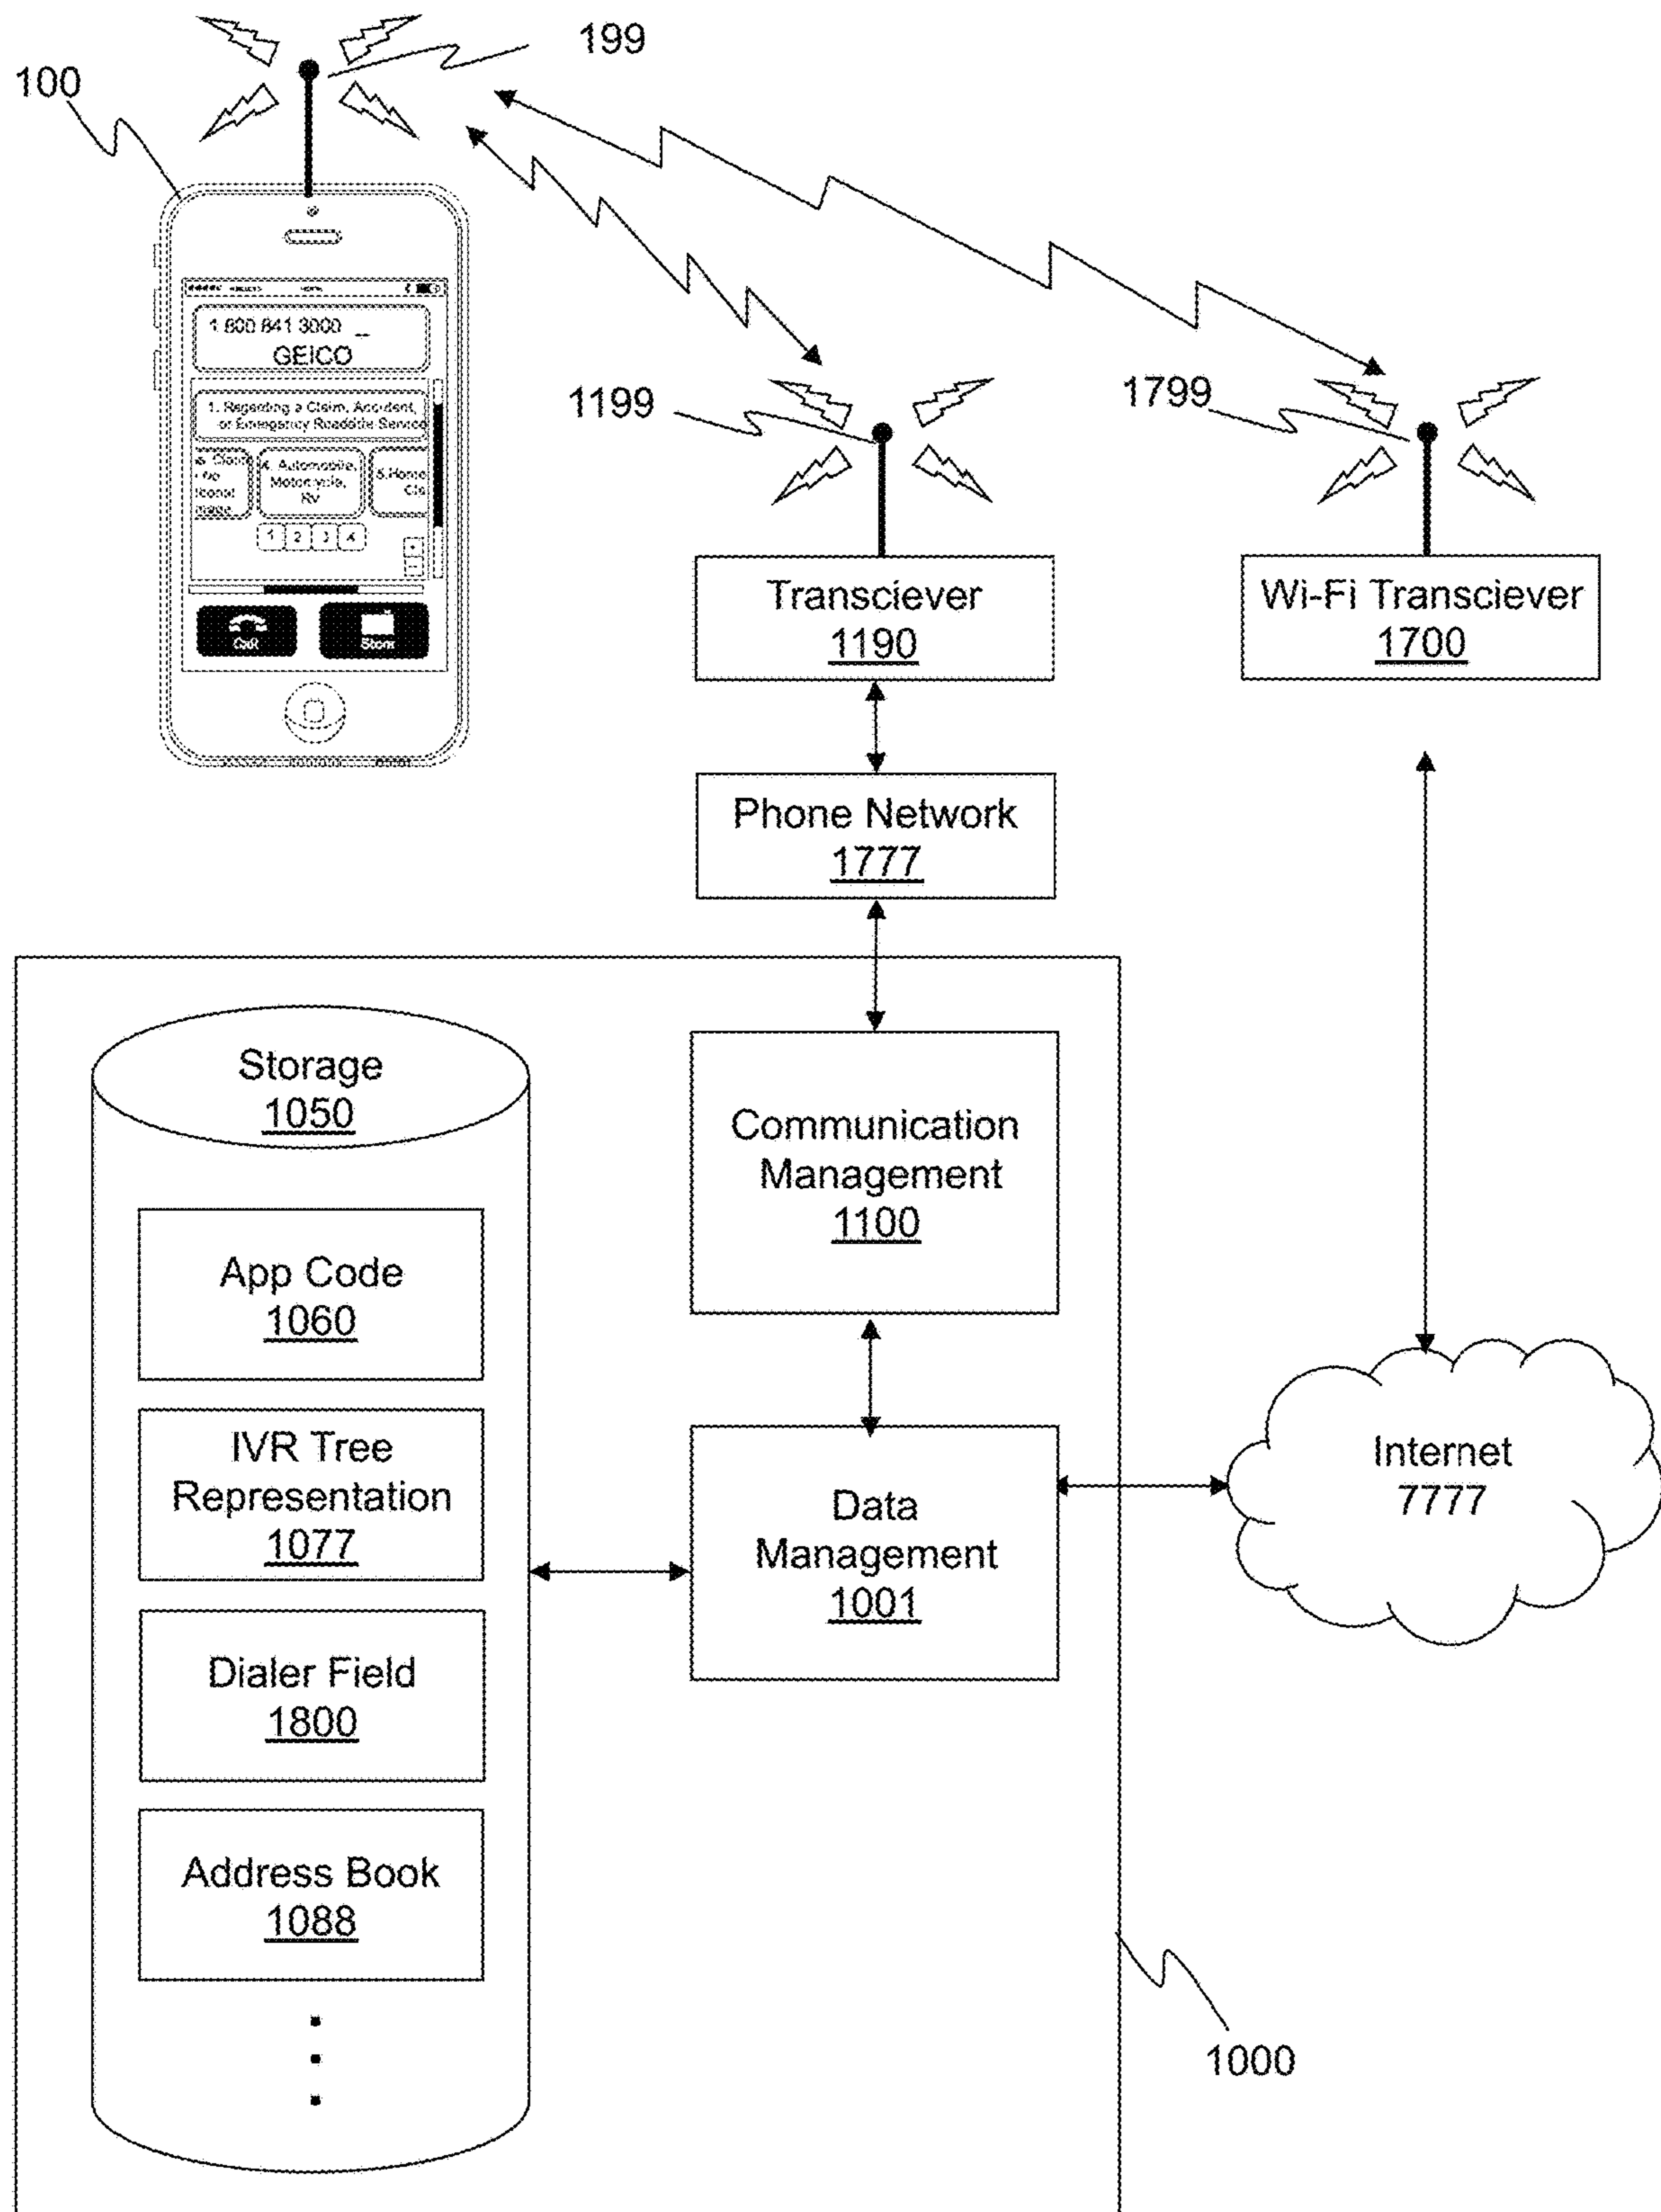 199
100
1 800 841 3000 _
GEICO
1. Regarding a Claim, Accident,
or Emergency Roadside Service
4. Automobile,
Motorcycle,
RV
5.Home
1 2 3 4
+
-
Call
Store
1199
1799
Transciever
1190
Wi-Fi Transciever
1700
Phone Network
1777
Storage
1050
Communication
Management
1100
App Code
1060
IVR Tree
Representation
1077
Internet
7777
Data
Management
1001
Dialer Field
1800
Address Book
1088
1000